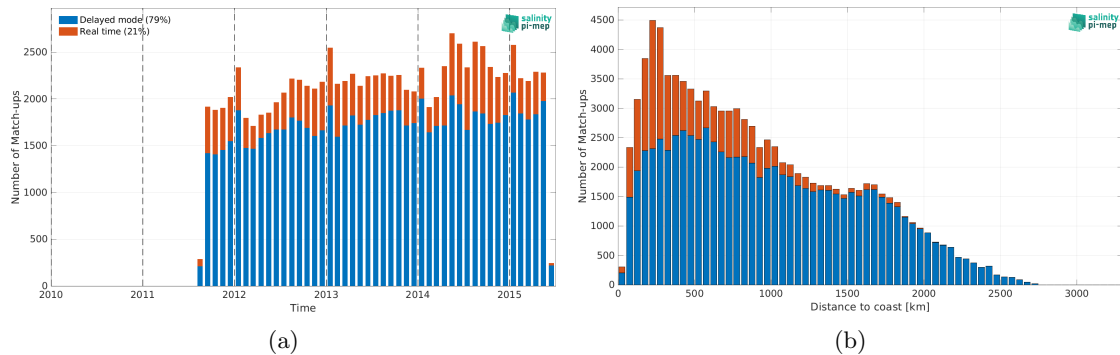 Delayed mode (79%)
Real time (21%)
salinity
pi-mep
2500
2000
1500
1000
500
0
Number of Match-ups
2010
2011
2012
2013
2014
2015
Time
(a)
salinity
pi-mep
4500
4000
3500
3000
2500
2000
1500
1000
500
0
Number of Match-ups
0
500
1000
1500
2000
2500
3000
Distance to coast [km]
(b)